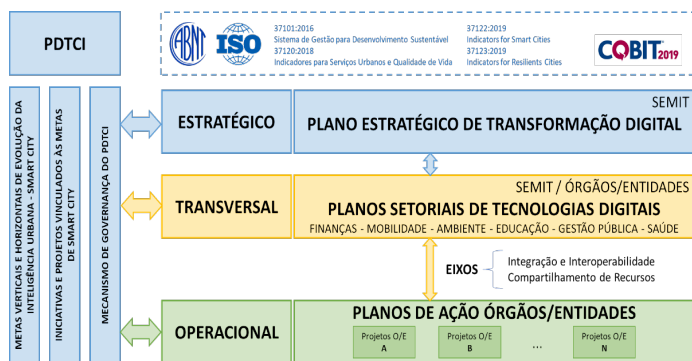 PDTCI
ABNT
ISO
37101:2016
Sistema de Gestão para Desenvolvimento Sustentável
37120:2018
Indicadores para Serviços Urbanos e Qualidade de Vida
37122:2019
Indicators for Smart Cities
37123:2019
Indicators for Resilients Cities
COBIT 2019
METAS VERTICAIS E HORIZONTAIS DE EVOLUÇÃO DA
INTELIGÊNCIA URBANA - SMART CITY
INICIATIVAS E PROJETOS VINCULADOS ÀS METAS
DE SMART CITY
MECANISMO DE GOVERNANÇA DO PDTCI
ESTRATÉGICO
SEMIT
PLANO ESTRATÉGICO DE TRANSFORMAÇÃO DIGITAL
TRANSVERSAL
SEMIT / ÓRGÃOS/ENTIDADES
PLANOS SETORIAIS DE TECNOLOGIAS DIGITAIS
FINANÇAS - MOBILIDADE - AMBIENTE - EDUCAÇÃO - GESTÃO PÚBLICA - SAÚDE
EIXOS
Integração e Interoperabilidade
Compartilhamento de Recursos
OPERACIONAL
PLANOS DE AÇÃO ÓRGÃOS/ENTIDADES
Projetos O/E
A
Projetos O/E
B
...
Projetos O/E
N